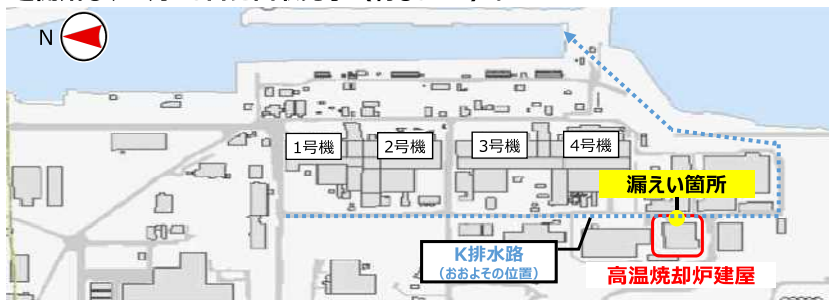 N
1号機
2号機
3号機
4号機
漏えい箇所
K排水路
（おおよその位置）
高温焼却炉建屋